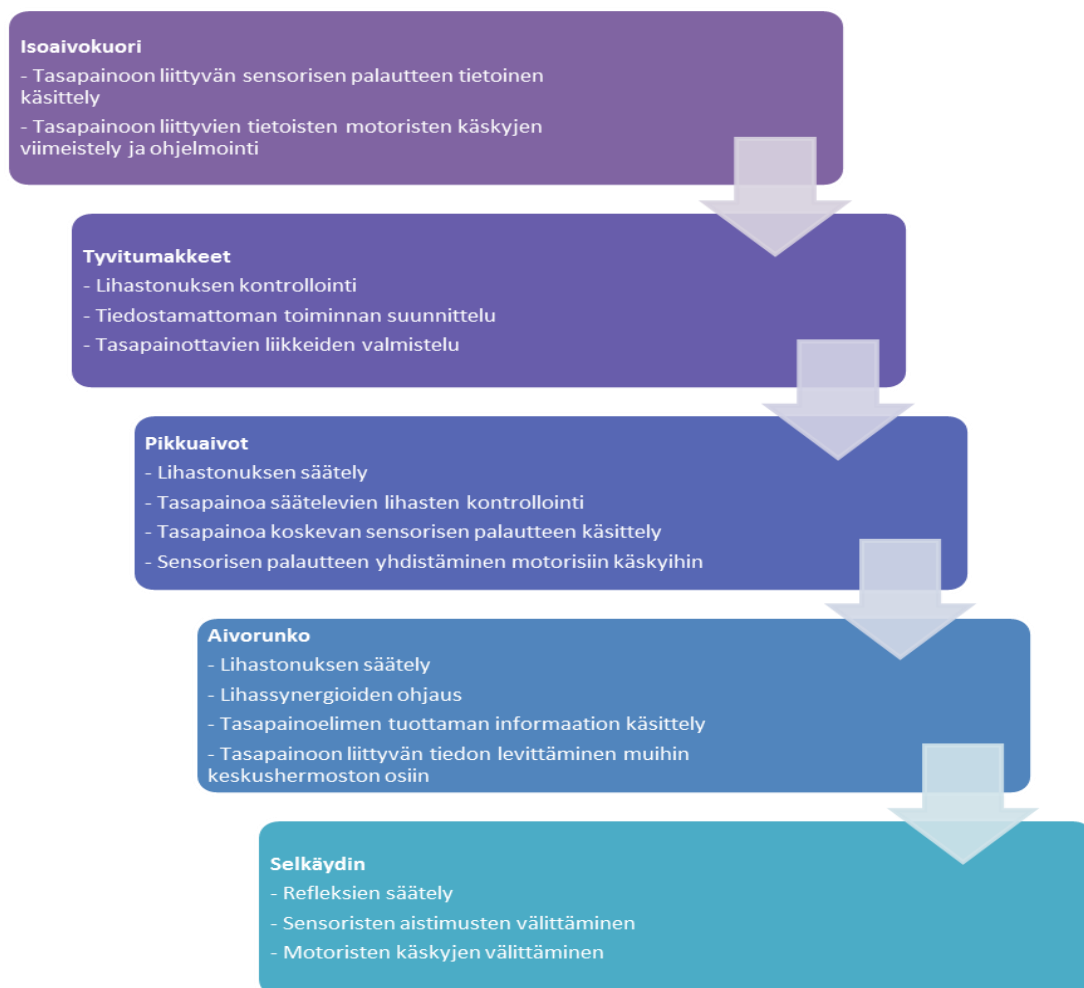 Isoaivokuori
- Tasapainoon liittyvän sensorisen palautteen tietoinen
käsittely
- Tasapainoon liittyvien tietoisten motoristen käskyjen
viimeistely ja ohjelmointi
Tyvitumakkeet
- Lihastonuksen kontrollointi
- Tiedostamattoman toiminnan suunnittelu
- Tasapainottavien liikkeiden valmistelu
Pikkuaivot
- Lihastonuksen säätely
- Tasapainoa säätelevien lihasten kontrollointi
- Tasapainoa koskevan sensorisen palautteen käsittely
- Sensorisen palautteen yhdistäminen motorisiin käskyihin
Aivorunko
- Lihastonuksen säätely
- Lihassynergioiden ohjaus
- Tasapainoelimen tuottaman informaation käsittely
- Tasapainoon liittyvän tiedon levittäminen muihin
keskushermoston osiin
Selkäydin
- Refleksien säätely
- Sensoristen aistimusten välittäminen
- Motoristen käskyjen välittäminen